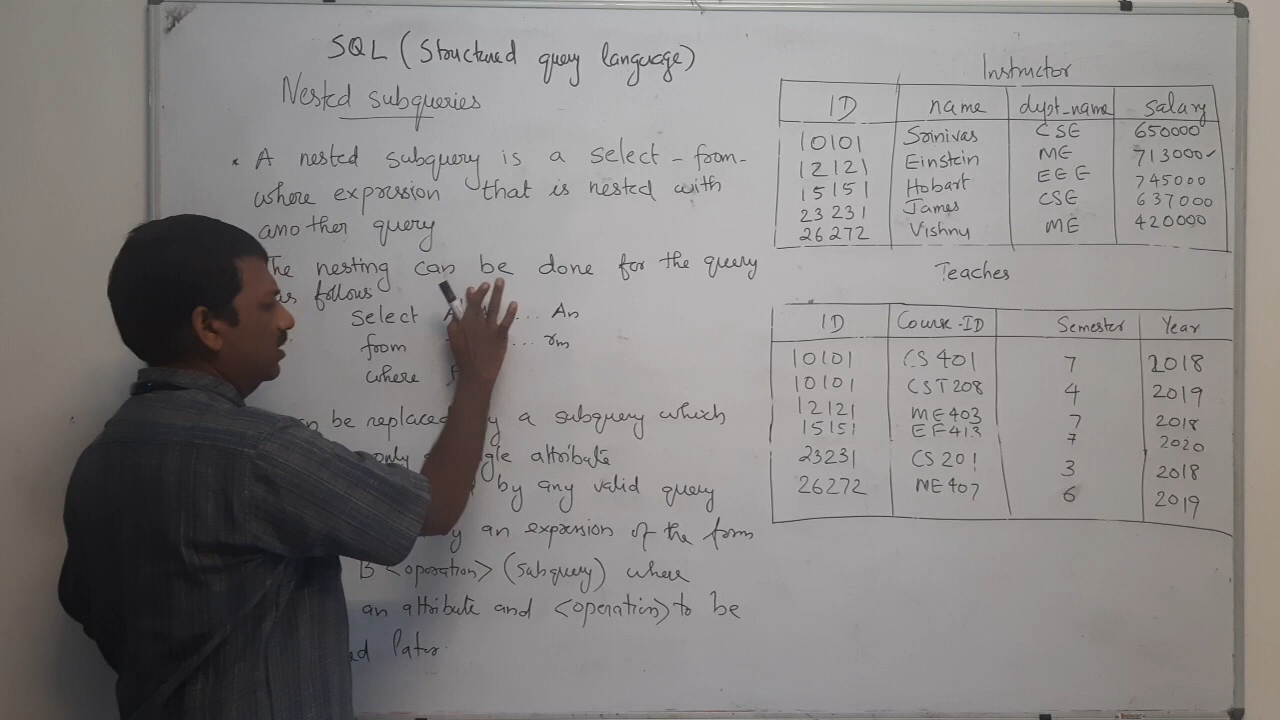 SQL (Structured query language)
Nested subqueries
* A nested subquery is a select-from-
where expression that is nested with
another query
The nesting can be done for the query
as follows
select ... An
from ... rm
where
be replaced by a subquery which
only attribute
by any valid query
an expression of the form
B <operation> (subquery) where
an attribute and <operation> to be
later.
Instructor
ID name dept_name salary
10101 Srinivas CSE 650000
12121 Einstein ME 713000
15151 Hobart EEE 745000
23231 James CSE 637000
26272 Vishnu ME 420000
Teaches
ID Course-ID Semester Year
10101 CS401 7 2018
10101 CST208 4 2019
12121 ME403 7 2018
15151 EF413 7 2020
23231 CS201 3 2018
26272 ME407 6 2019